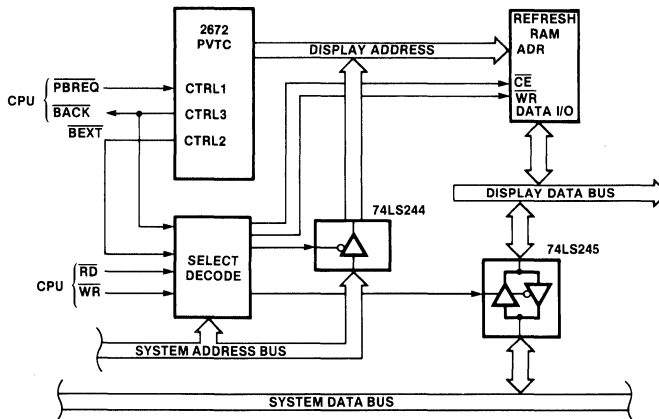 2672
PVTC
REFRESH
RAM
ADR
DISPLAY ADDRESS
CPU
PBREQ
CTRL1
CE
BACK
CTRL3
WR
BEXT
CTRL2
DATA I/O
DISPLAY DATA BUS
74LS244
74LS245
SELECT
DECODE
CPU
RD
WR
SYSTEM ADDRESS BUS
SYSTEM DATA BUS